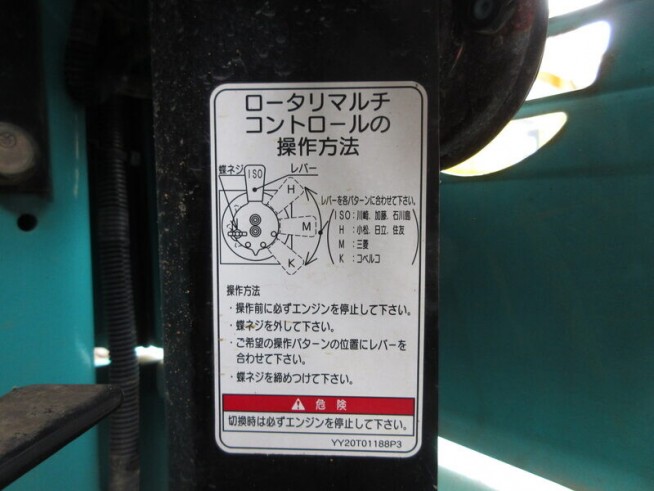 ロータリマルチ
コントロールの
操作方法
蝶ネジ
レバー
ISO
H
M
K
レバーを各パターンに合わせて下さい。
ISO:川崎、加藤、石川島
H:小松、日立、住友
M:三菱
K:コベルコ
操作方法
・操作前に必ずエンジンを停止して下さい。
・蝶ネジを外して下さい。
・ご希望の操作パターンの位置にレバーを
合わせて下さい。
・蝶ネジを締めつけて下さい。
危険
切換時は必ずエンジンを停止して下さい。
YY20T01188P3